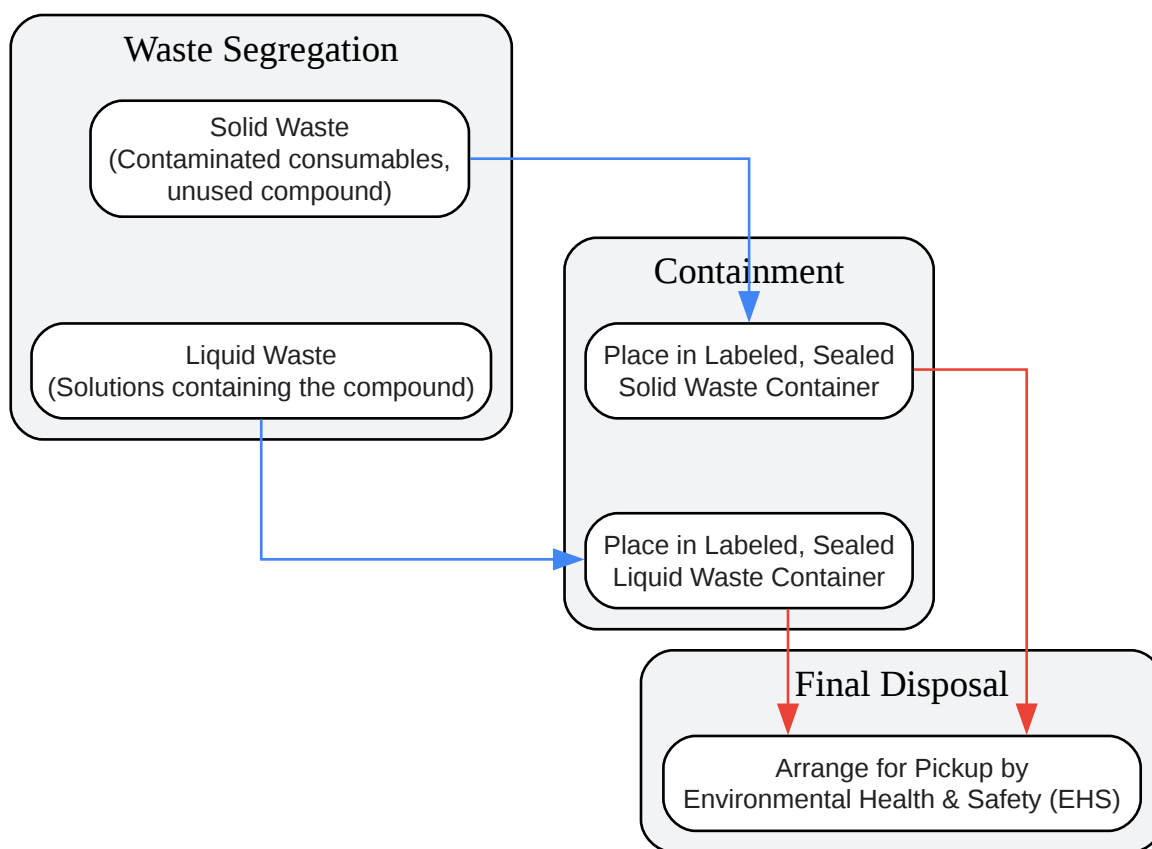 Waste Segregation
Solid Waste
(Contaminated consumables,
unused compound)
Liquid Waste
(Solutions containing the compound)
Containment
Place in Labeled, Sealed
Solid Waste Container
Place in Labeled, Sealed
Liquid Waste Container
Final Disposal
Arrange for Pickup by
Environmental Health & Safety (EHS)